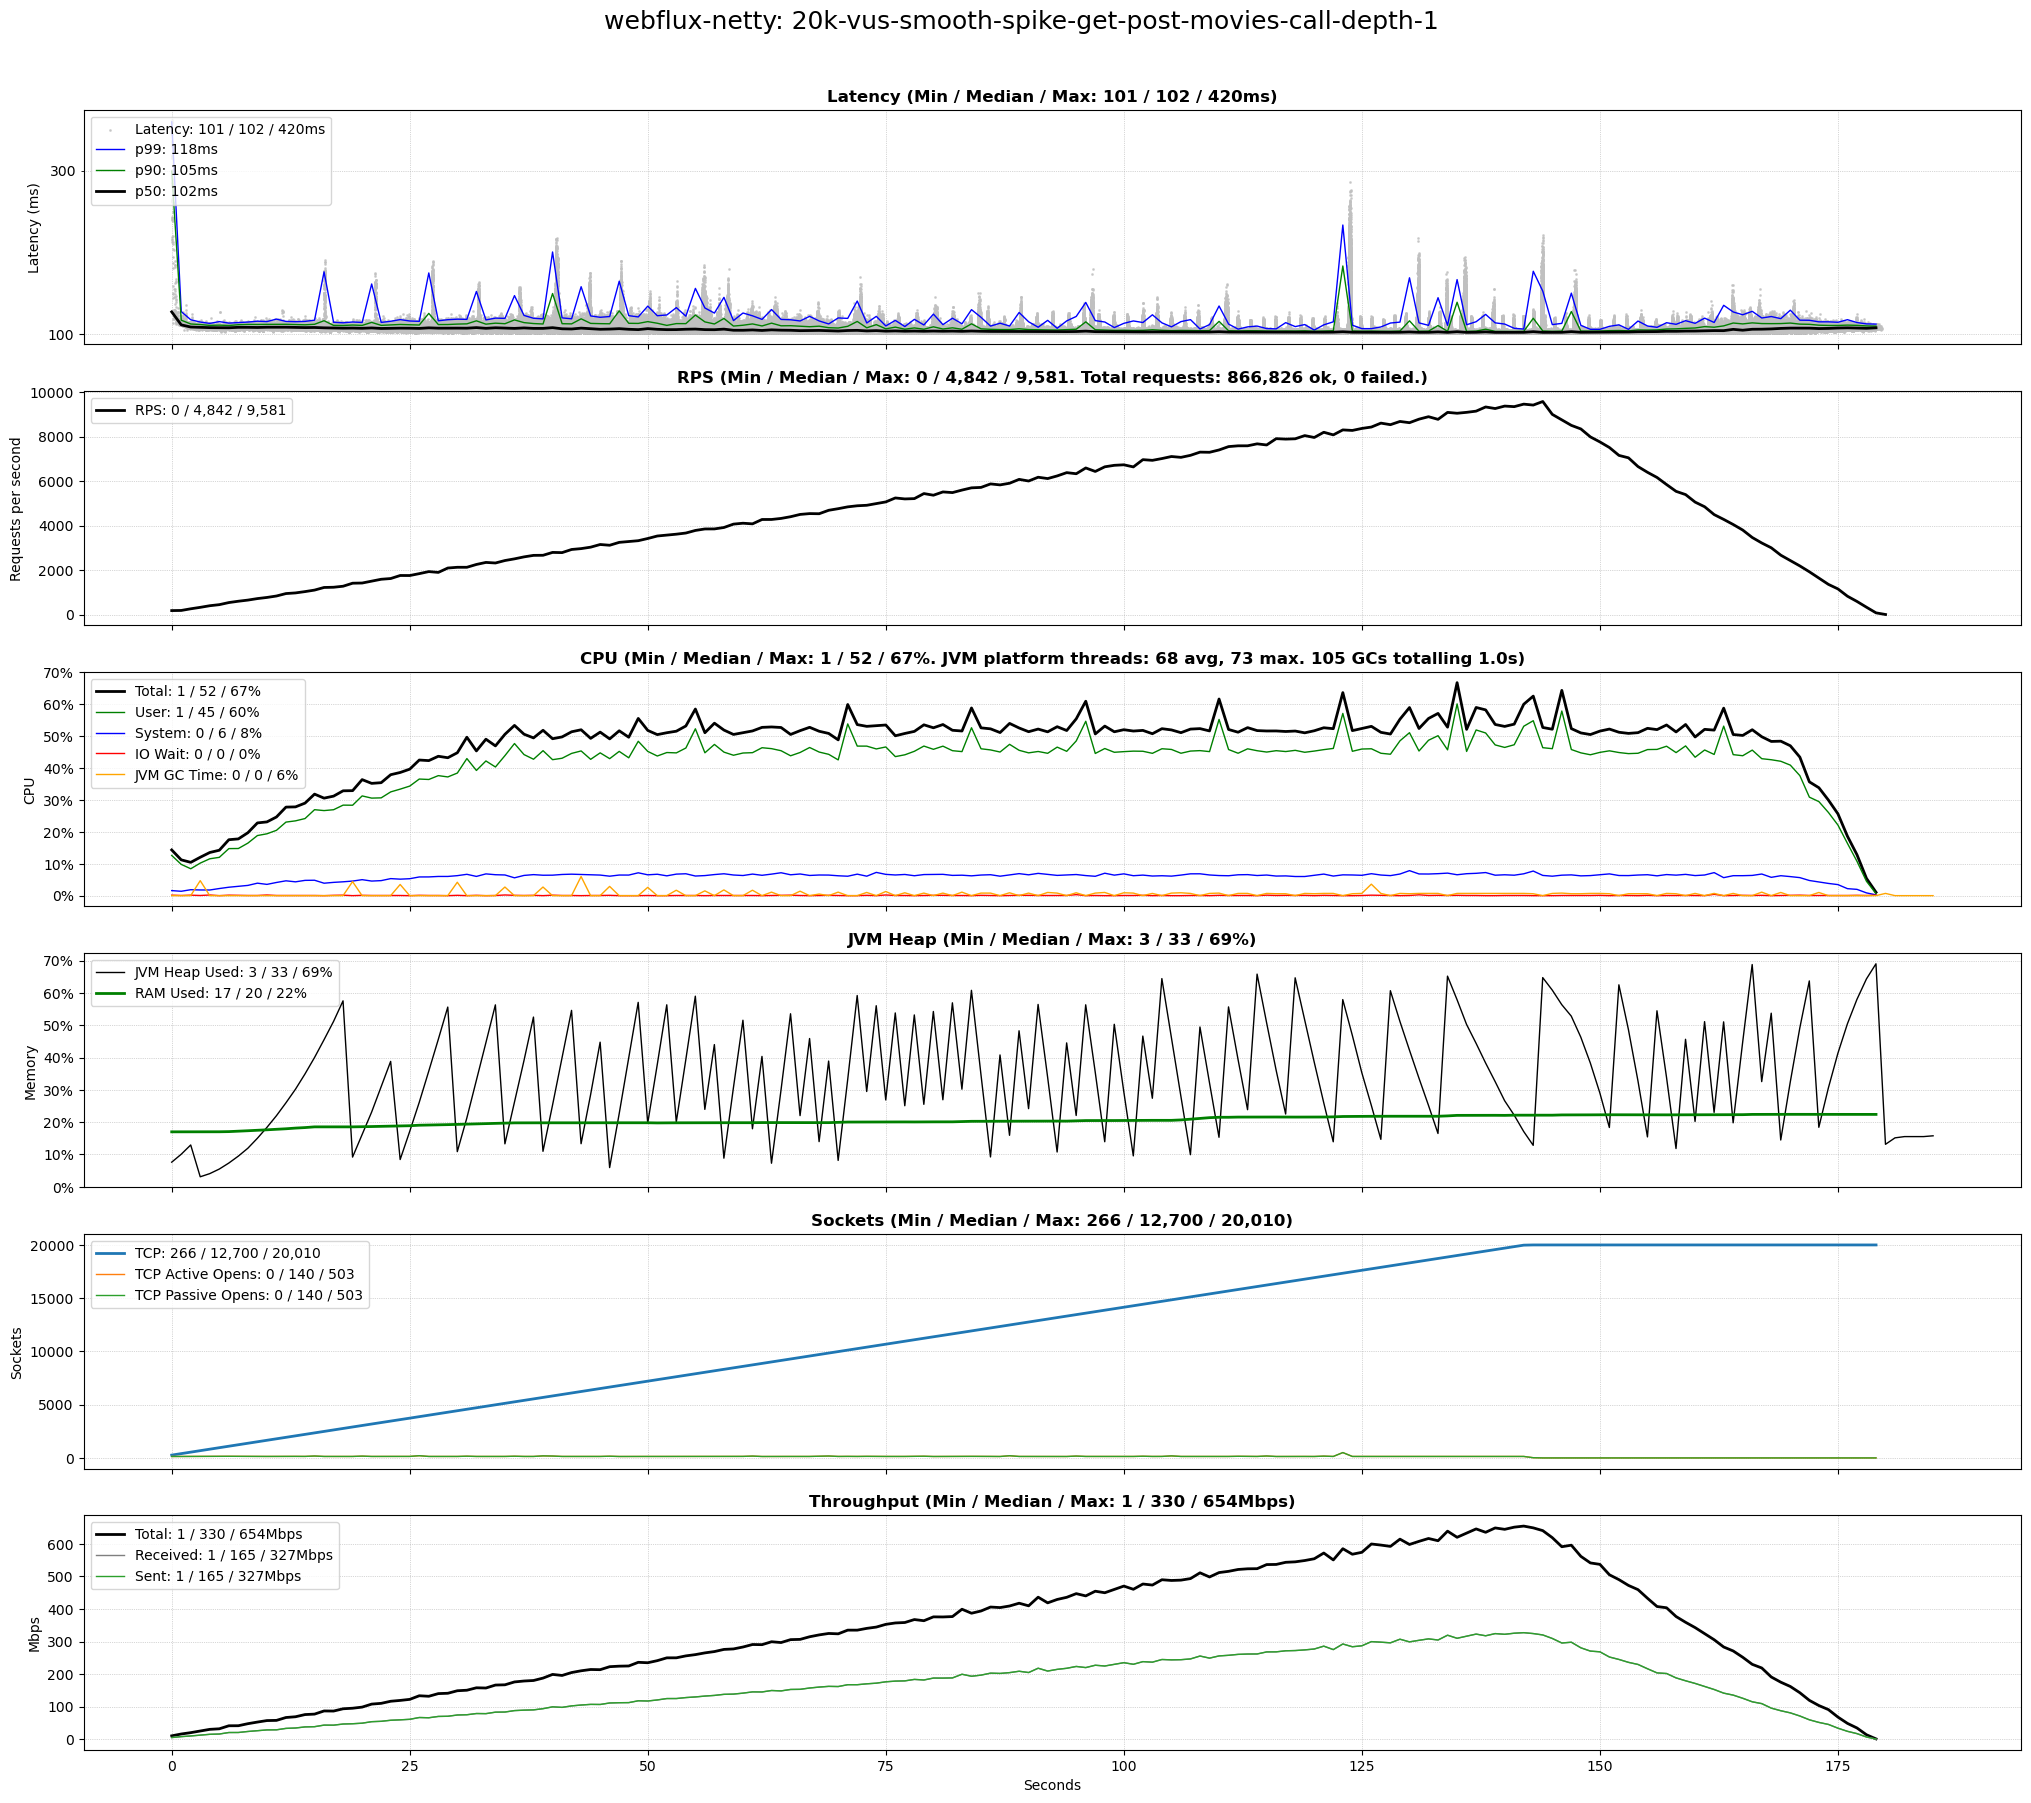 webflux-netty: 20k-vus-smooth-spike-get-post-movies-call-depth-1
Latency (Min / Median / Max: 101 / 102 / 420ms)
Latency: 101 / 102 / 420ms
p99: 118ms
p90: 105ms
p50: 102ms
300
100
Latency (ms)
RPS (Min / Median / Max: 0 / 4,842 / 9,581. Total requests: 866,826 ok, 0 failed.)
RPS: 0 / 4,842 / 9,581
10000
8000
6000
4000
2000
0
Requests per second
CPU (Min / Median / Max: 1 / 52 / 67%. JVM platform threads: 68 avg, 73 max. 105 GCs totalling 1.0s)
Total: 1 / 52 / 67%
User: 1 / 45 / 60%
System: 0 / 6 / 8%
IO Wait: 0 / 0 / 0%
JVM GC Time: 0 / 0 / 6%
70%
60%
50%
40%
30%
20%
10%
0%
CPU
JVM Heap (Min / Median / Max: 3 / 33 / 69%)
JVM Heap Used: 3 / 33 / 69%
RAM Used: 17 / 20 / 22%
70%
60%
50%
40%
30%
20%
10%
0%
Memory
Sockets (Min / Median / Max: 266 / 12,700 / 20,010)
TCP: 266 / 12,700 / 20,010
TCP Active Opens: 0 / 140 / 503
TCP Passive Opens: 0 / 140 / 503
20000
15000
10000
5000
0
Sockets
Throughput (Min / Median / Max: 1 / 330 / 654Mbps)
Total: 1 / 330 / 654Mbps
Received: 1 / 165 / 327Mbps
Sent: 1 / 165 / 327Mbps
600
500
400
300
200
100
0
Mbps
0 25 50 75 100 125 150 175
Seconds